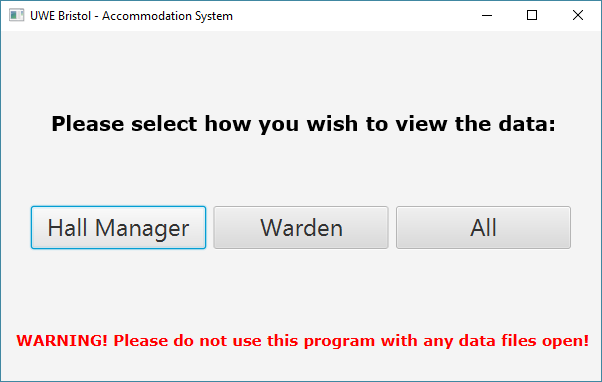 UWE Bristol - Accommodation System
Please select how you wish to view the data:
Hall Manager Warden All
WARNING! Please do not use this program with any data files open!